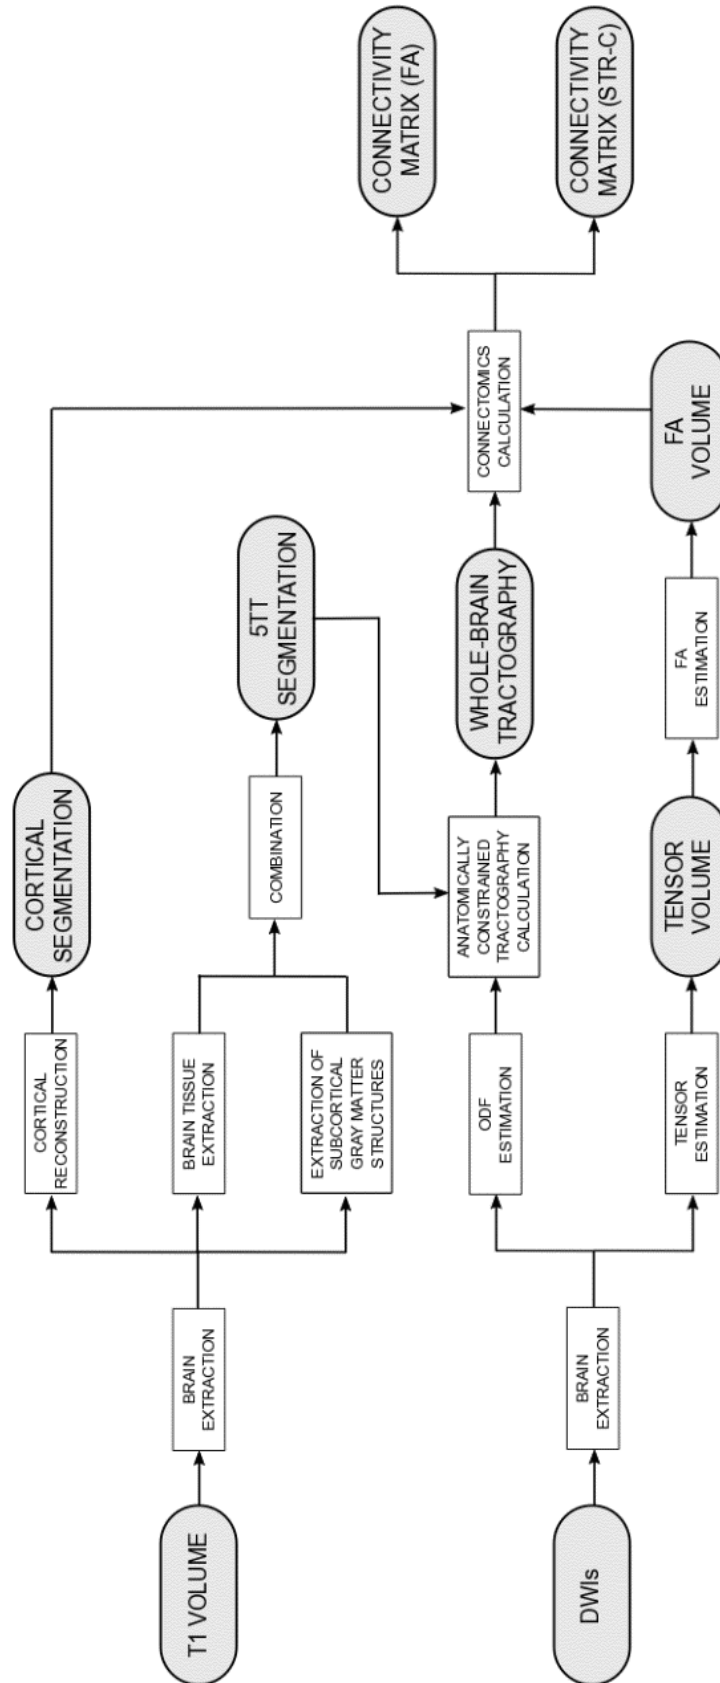 T1 VOLUME
BRAIN
EXTRACTION
CORTICAL
RECONSTRUCTION
CORTICAL
SEGMENTATION
BRAIN TISSUE
EXTRACTION
EXTRACTION OF
SUBCORTICAL
GRAY MATTER
STRUCTURES
COMBINATION
5TT
SEGMENTATION
DWIs
BRAIN
EXTRACTION
ODF
ESTIMATION
ANATOMICALLY
CONSTRAINED
TRACTOGRAPHY
CALCULATION
WHOLE-BRAIN
TRACTOGRAPHY
TENSOR
ESTIMATION
TENSOR
VOLUME
FA
ESTIMATION
FA
VOLUME
CONNECTOMICS
CALCULATION
CONNECTIVITY
MATRIX (FA)
CONNECTIVITY
MATRIX (STR-C)